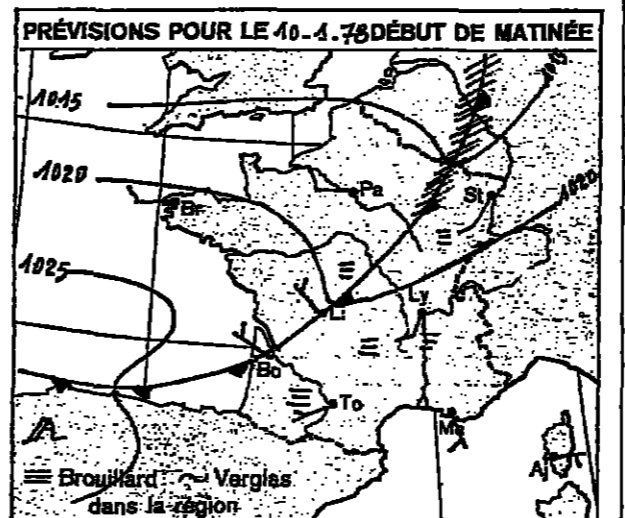 PRÉVISIONS POUR LE 10-1.78 DÉBUT DE MATINÉE
1015
1015
1020
Pa
Br
St
1020
1025
Li
Ly
Bo
To
Ma
A
Aj
Brouillard Verglas
dans la région